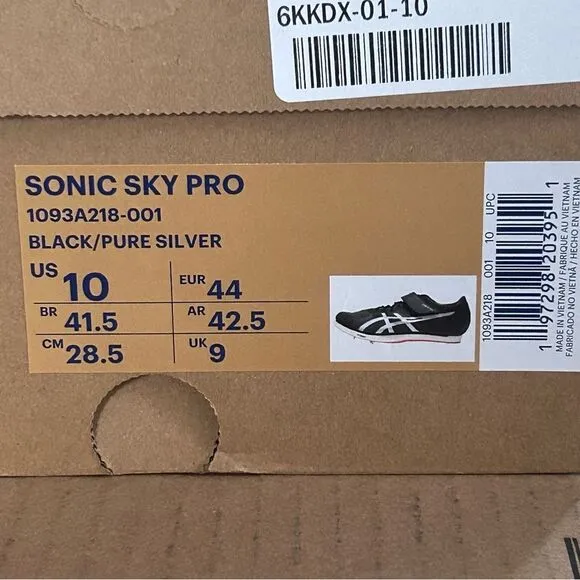 6KKDX-01-10
SONIC SKY PRO
1093A218-001
BLACK/PURE SILVER
US 10
EUR 44
BR 41.5
AR 42.5
CM 28.5
UK 9
1093A218 001 10 UPC
1 97298 20395 1
MADE IN VIETNAM / FABRIQUE AU VIETNAM
FABRICADO NO VIETNÃ / HECHO EN VIETNAM